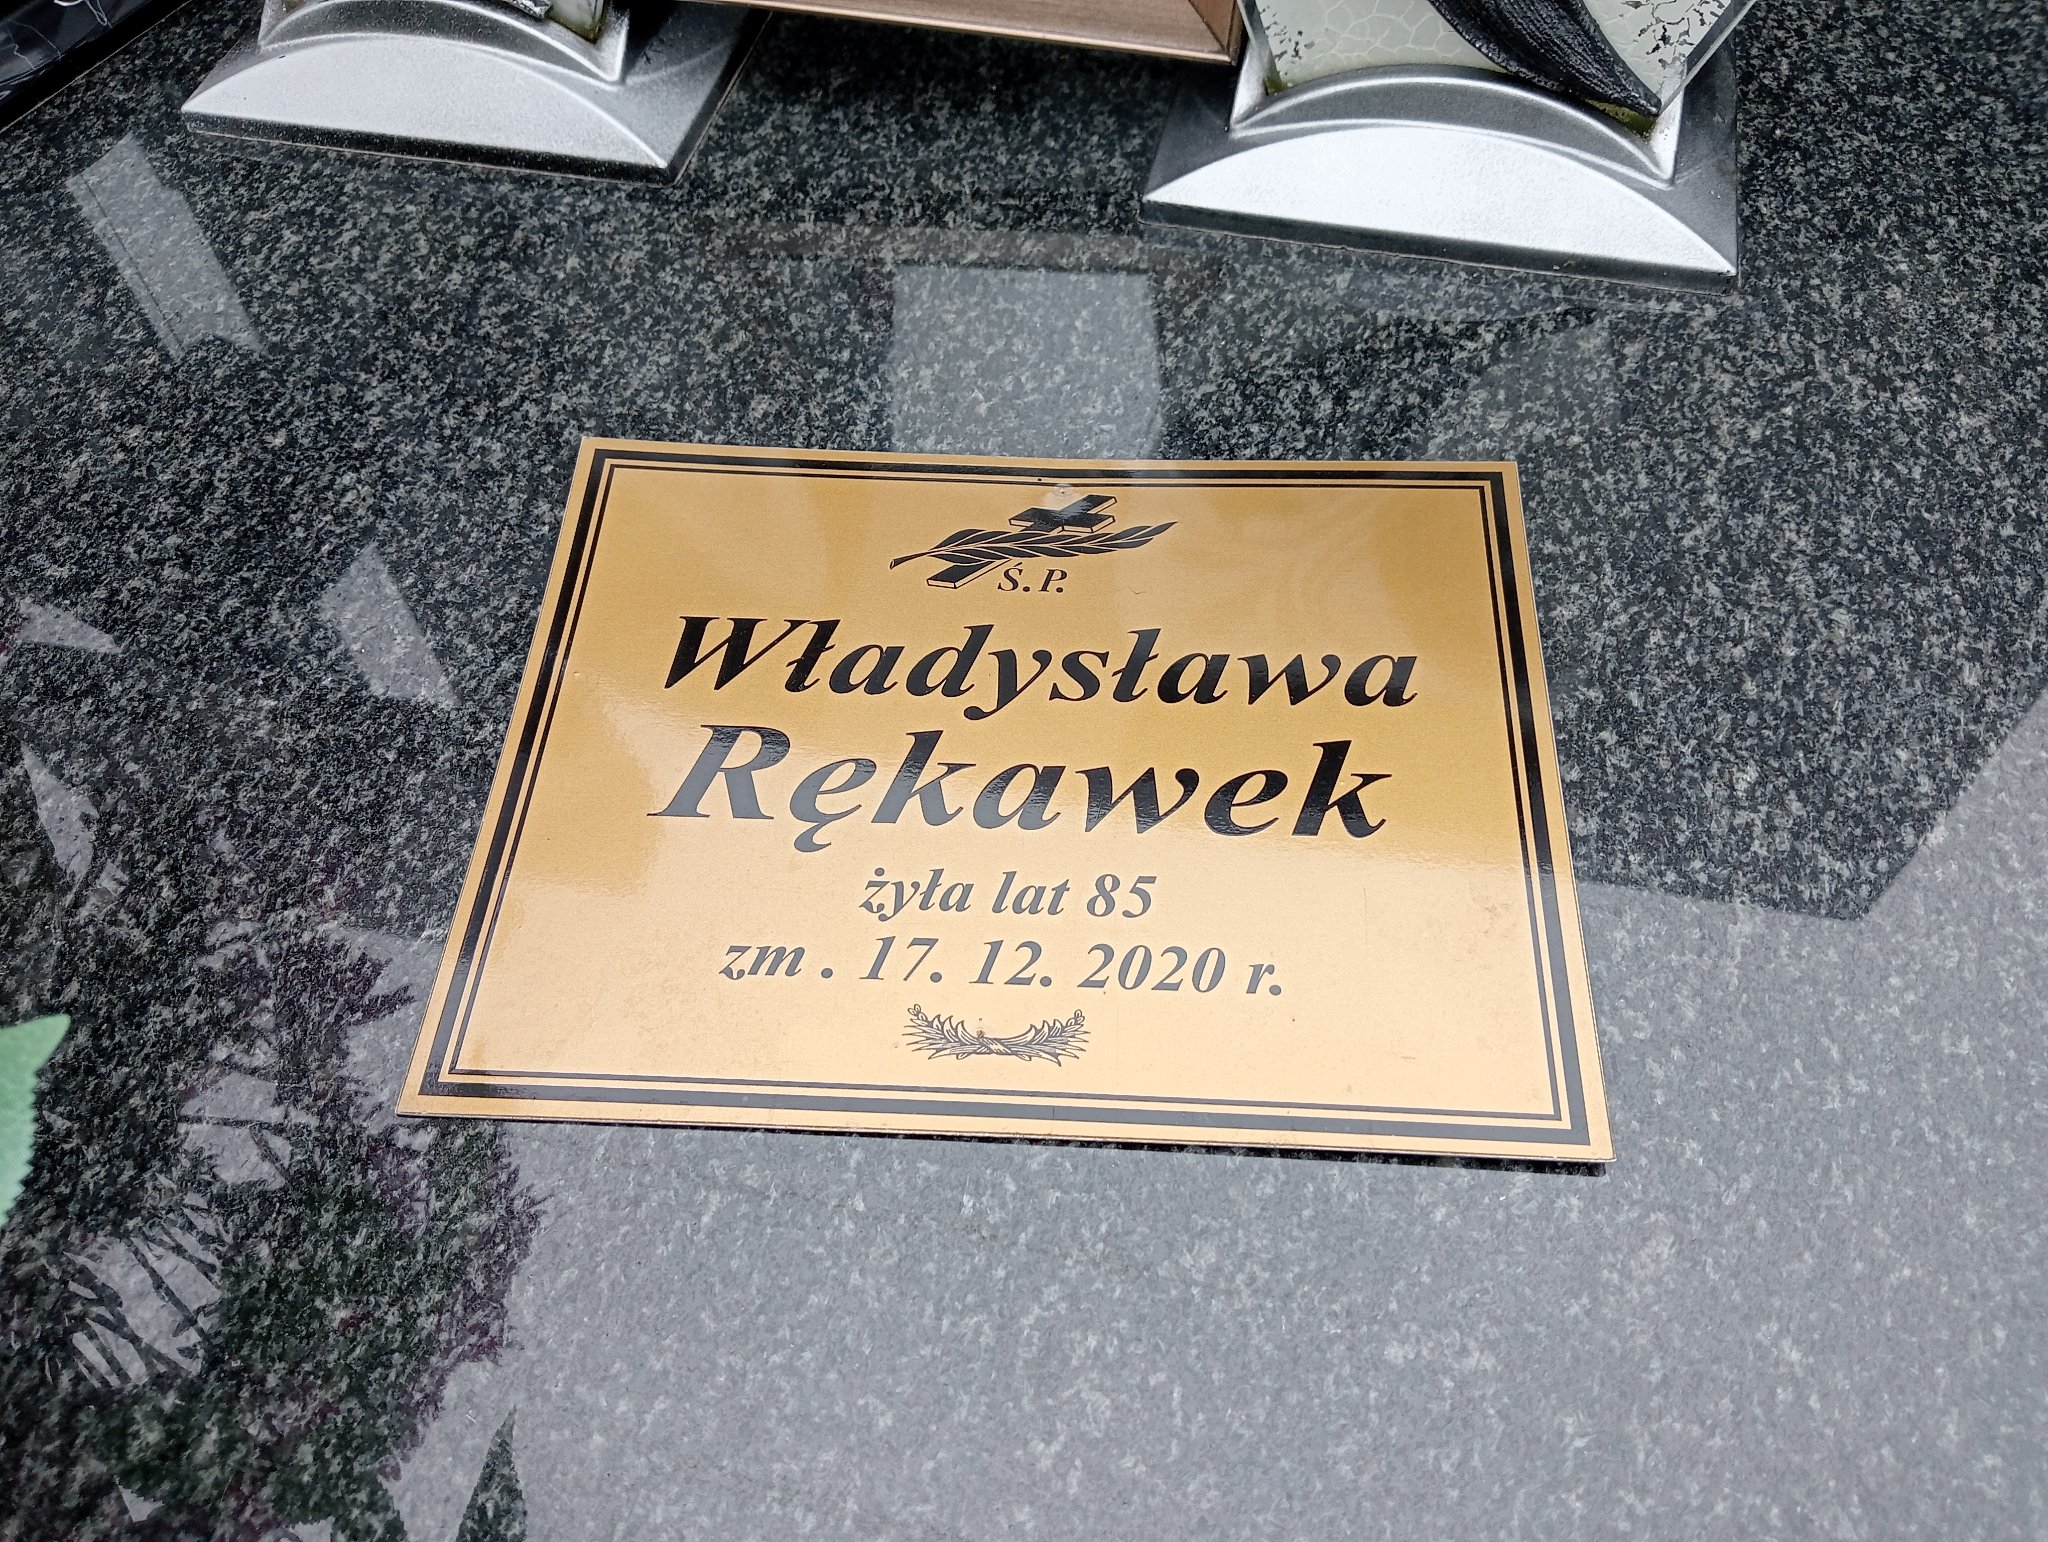 Ś.P.
Władysława
Rękawek
żyła lat 85
zm . 17. 12. 2020 r.